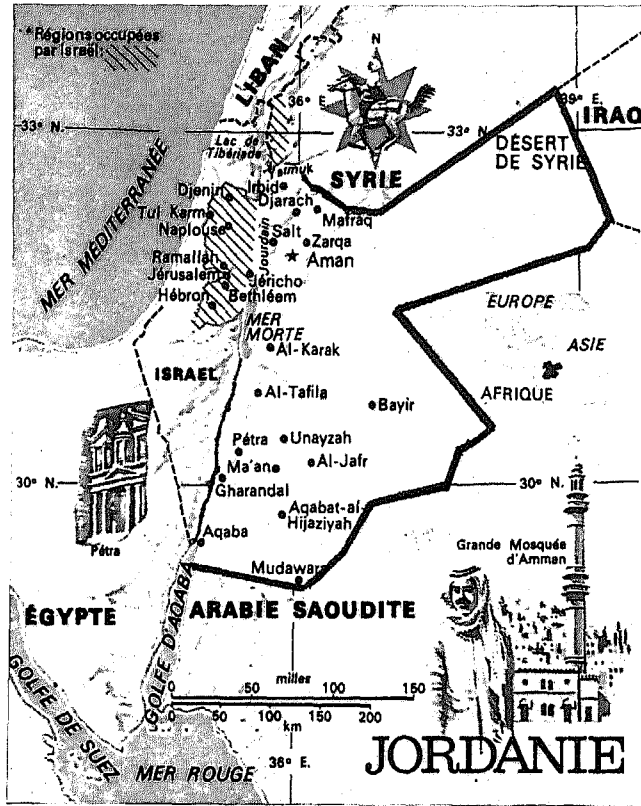 * Régions occupées
par Israël:
LIBAN
N
36° E.
39° E.
IRAQ
33° N.
33° N.
DÉSERT
DE SYRIE
Lac de
Tibériade
Yarmuk
SYRIE
MER MÉDITERRANÉE
Djenin
Irbid
Djarach
Tul Karm
Mafraq
Naplouse
Salt
Zarqa
Jourdain
Aman
Ramallah
Jérusalem
Jéricho
Bethléem
Hébron
MER
MORTE
EUROPE
ASIE
AFRIQUE
Al-Karak
ISRAEL
Al-Tafila
Bayir
Pétra
Unayzah
Ma'an
Al-Jafr
30° N.
30° N.
Gharandal
Aqabat-al-
Hijaziyah
Aqaba
Pétra
Grande Mosquée
d'Amman
Mudawara
ÉGYPTE
ARABIE SAOUDITE
GOLFE D'AQABA
0 50 100 150
milles
0 50 100 150 200
km
GOLFE DE SUEZ
MER ROUGE
36° E.
JORDANIE